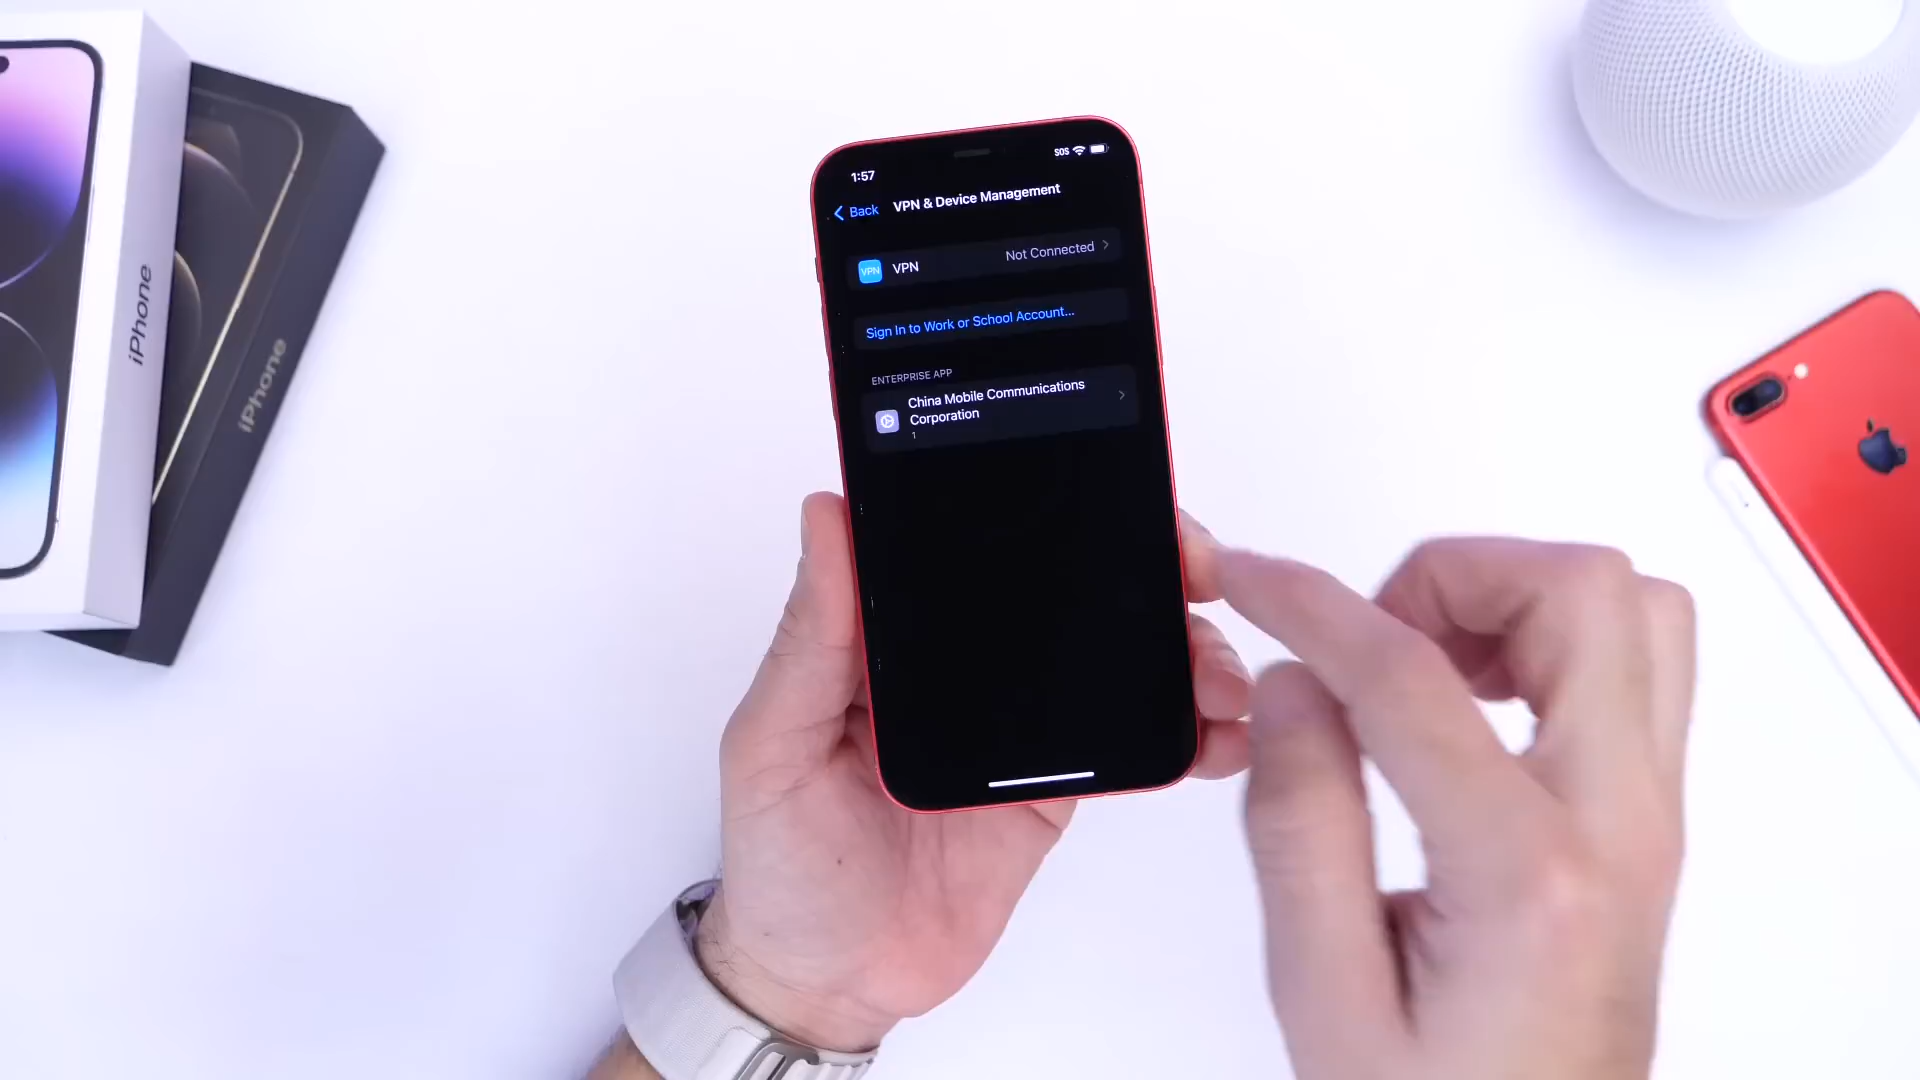 iPhone
iPhone
1:57
SOS
Back
VPN & Device Management
VPN
VPN
Not Connected
Sign In to Work or School Account...
ENTERPRISE APP
China Mobile Communications
Corporation
1